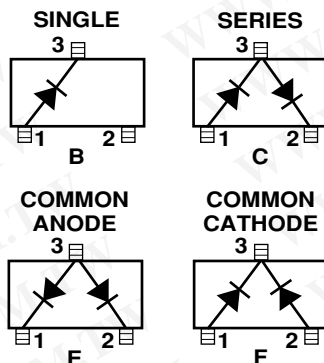 SINGLE
3
1 2
B
SERIES
3
1 2
C
COMMON
ANODE
3
1 2
E
COMMON
CATHODE
3
1 2
F